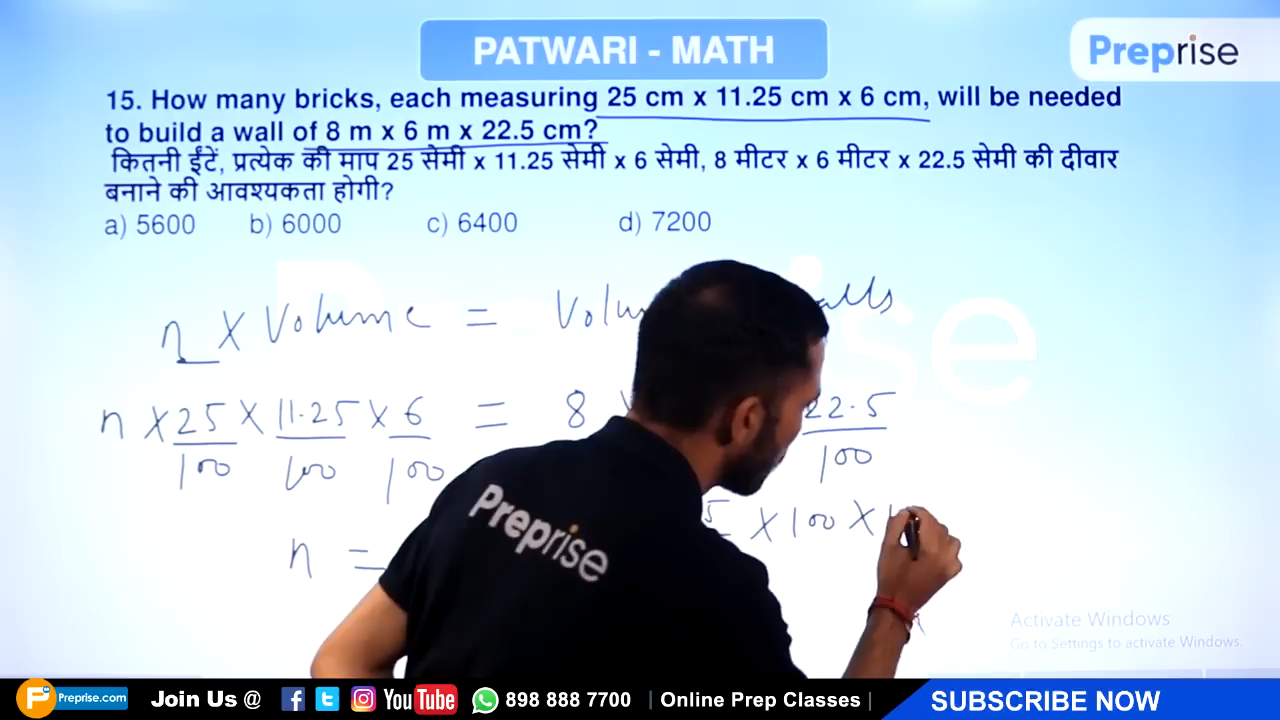 PATWARI - MATH
Preprise
15. How many bricks, each measuring 25 cm x 11.25 cm x 6 cm, will be needed
to build a wall of 8 m x 6 m x 22.5 cm?
कितनी ईंटें, प्रत्येक की माप 25 सेमी x 11.25 सेमी x 6 सेमी, 8 मीटर x 6 मीटर x 22.5 सेमी की दीवार
बनाने की आवश्यकता होगी?
a) 5600 b) 6000 c) 6400 d) 7200
n X Volume =
n X 25 X 11.25 X 6 = 8 22.5
100 100 100 100
X 100 X
n =
Preprise
Activate Windows
Go to Settings to activate Windows.
Preprise.com Join Us @ YouTube 898 888 7700 | Online Prep Classes | SUBSCRIBE NOW